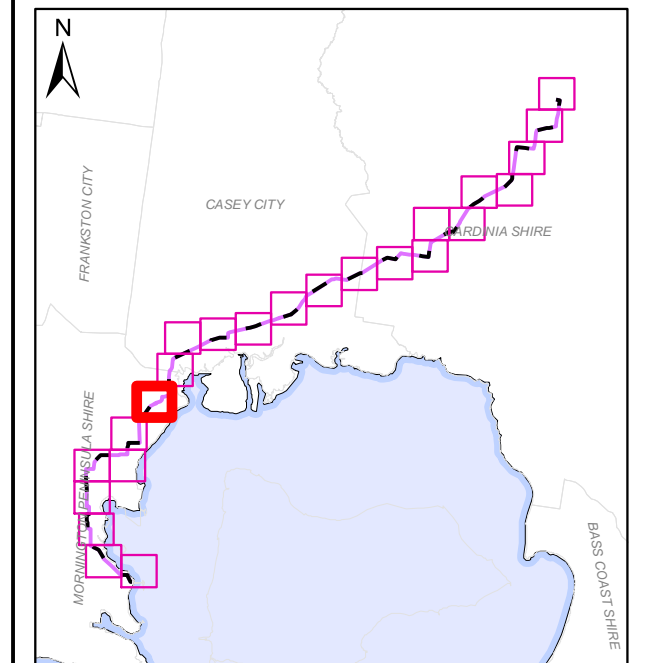 N
CASEY CITY
FRANKSTON CITY
CARDINIA SHIRE
MORNINGTON PENINSULA SHIRE
BASS COAST SHIRE